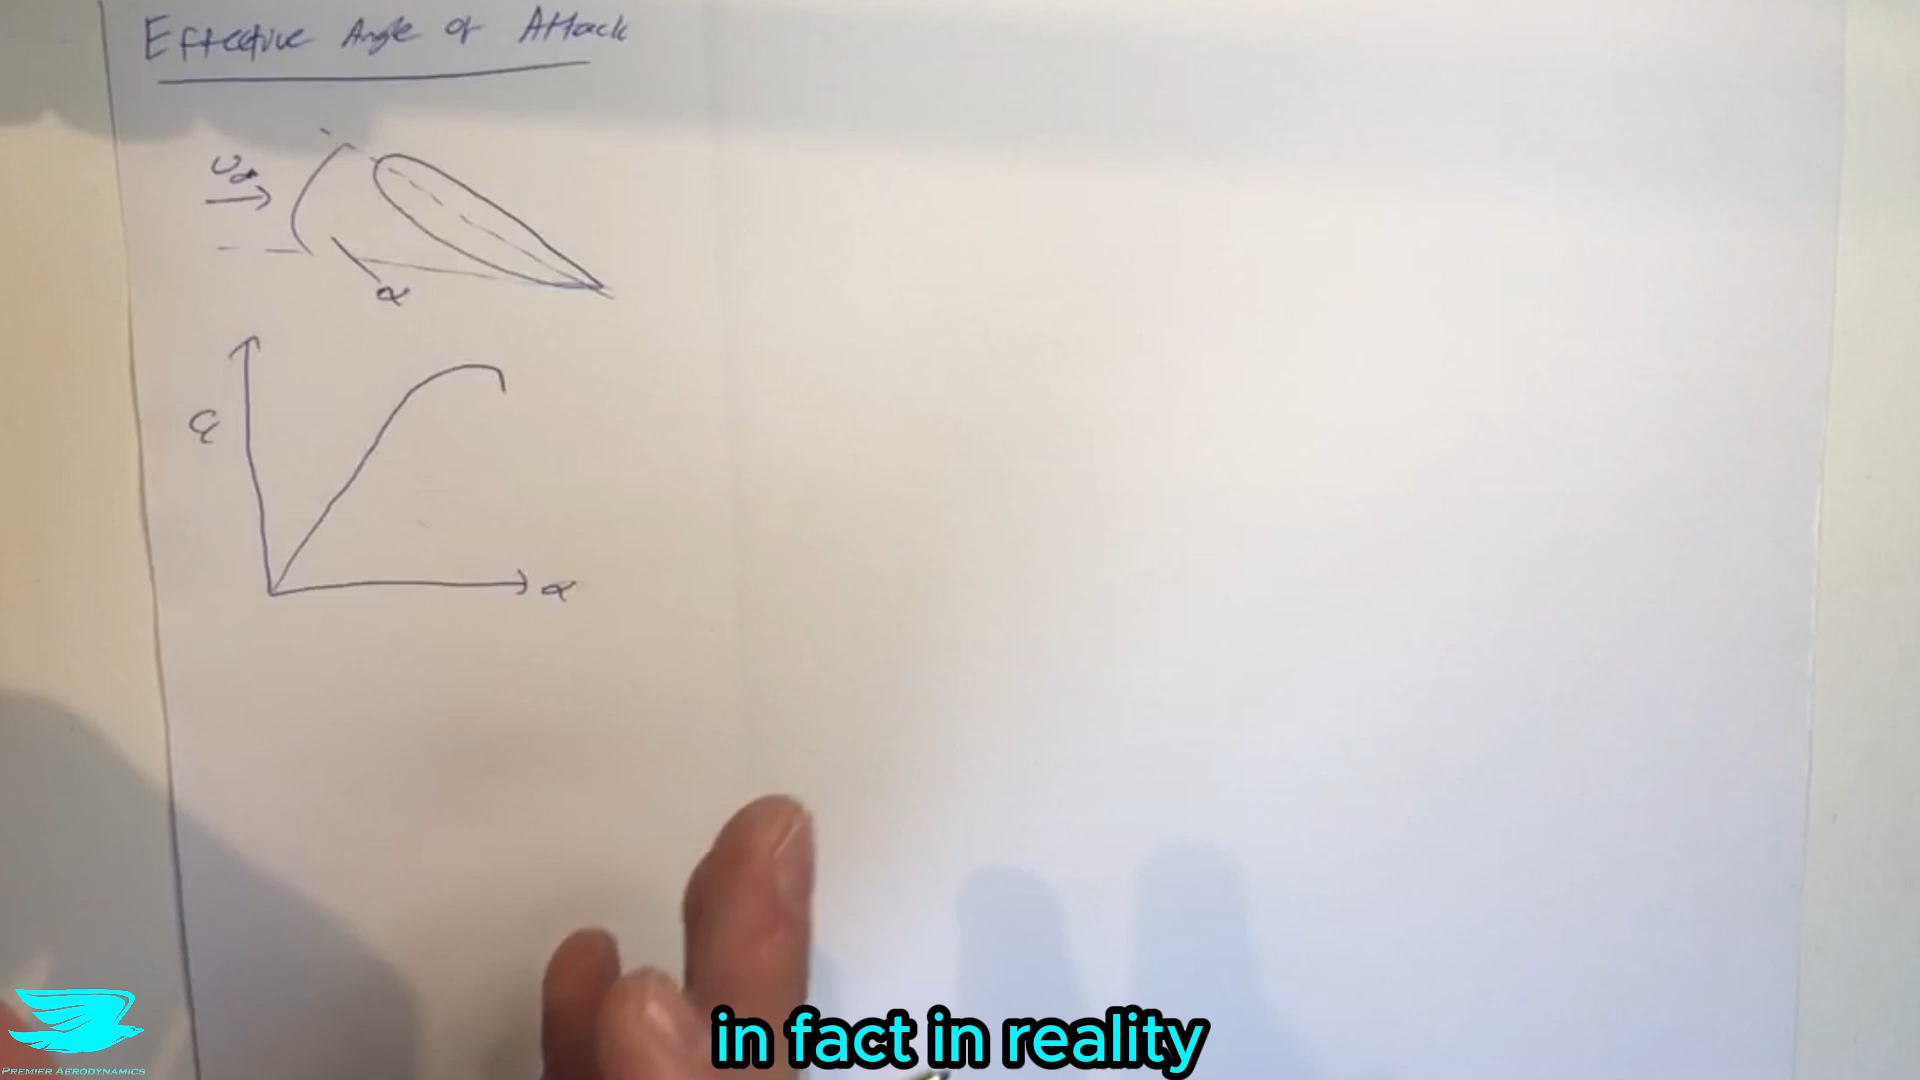 Effective Angle of Attack
U∞
α
CL
α
in fact in reality
PREMIER AERODYNAMICS